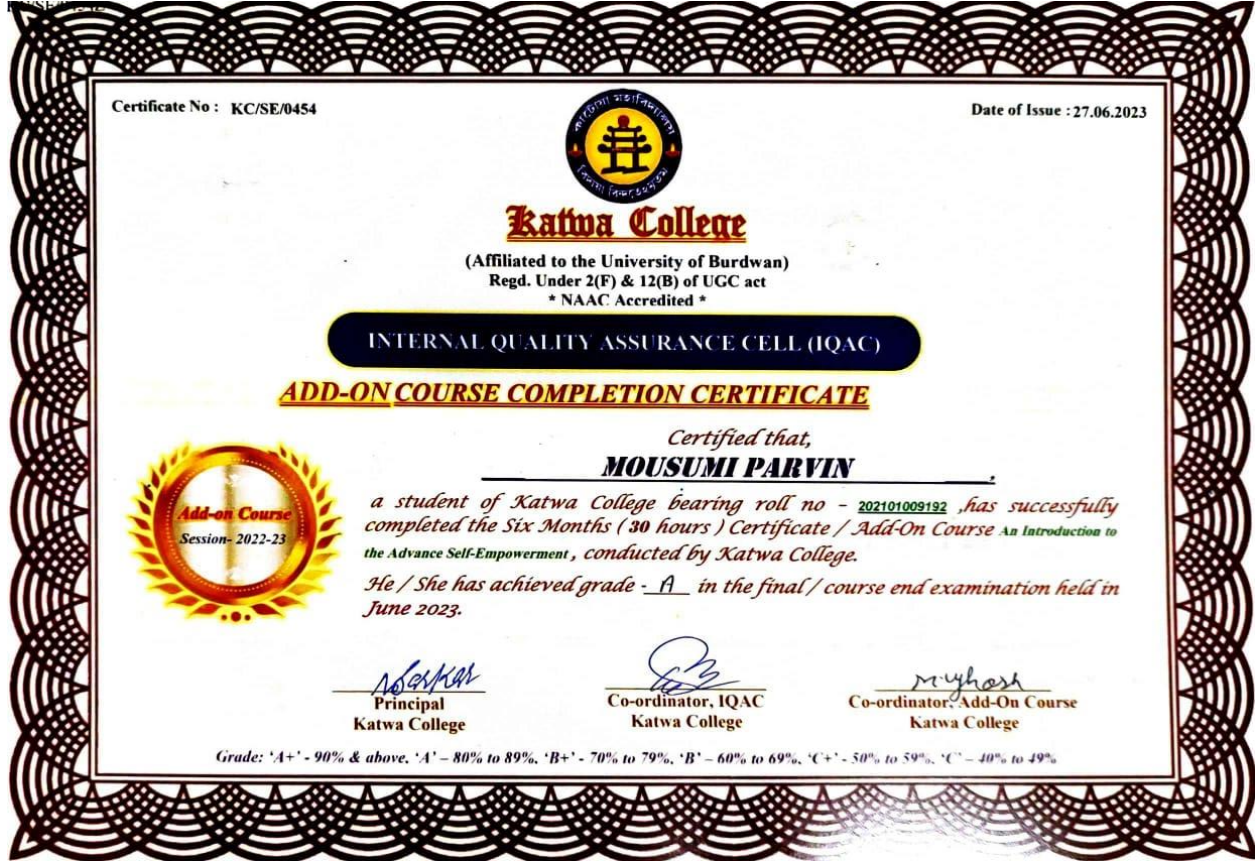 Certificate No : KC/SE/0454
Date of Issue : 27.06.2023
কাটোয়া মহাবিদ্যালয়
Katwa College
(Affiliated to the University of Burdwan)
Regd. Under 2(F) & 12(B) of UGC act
* NAAC Accredited *
INTERNAL QUALITY ASSURANCE CELL (IQAC)
ADD-ON COURSE COMPLETION CERTIFICATE
Certified that,
MOUSUMI PARVIN ,
Add-on Course
Session- 2022-23
a student of Katwa College bearing roll no - 202101009192 ,has successfully
completed the Six Months ( 30 hours ) Certificate / Add-On Course An Introduction to
the Advance Self-Empowerment , conducted by Katwa College.
He / She has achieved grade - A in the final / course end examination held in
June 2023.
Principal
Katwa College
Co-ordinator, IQAC
Katwa College
M. Ghosh
Co-ordinator, Add-On Course
Katwa College
Grade: 'A+' - 90% & above, 'A' – 80% to 89%, 'B+' - 70% to 79%, 'B' – 60% to 69%, 'C+' - 50% to 59%, 'C' – 40% to 49%